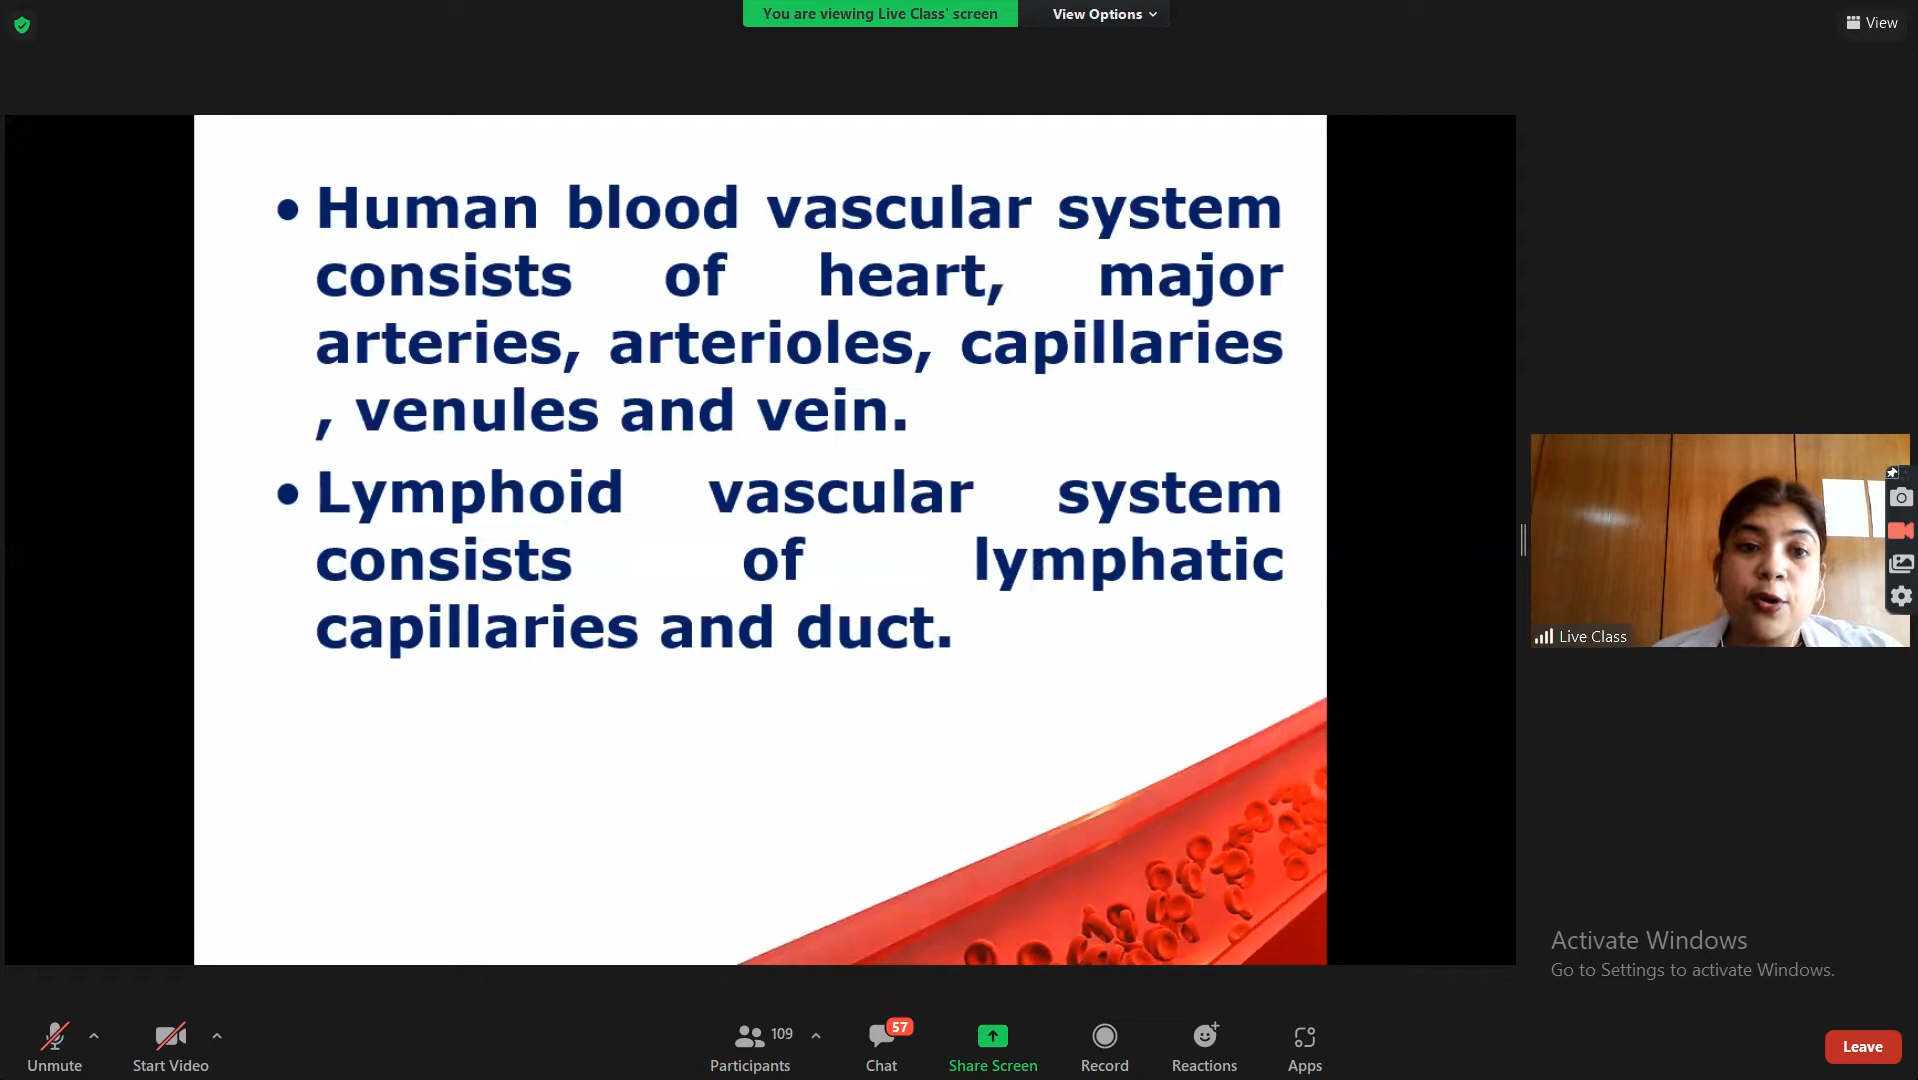 You are viewing Live Class' screen
View Options
View
• Human blood vascular system
consists of heart, major
arteries, arterioles, capillaries
, venules and vein.
• Lymphoid vascular system
consists of lymphatic
capillaries and duct.
Live Class
Activate Windows
Go to Settings to activate Windows.
Unmute
Start Video
109
Participants
57
Chat
Share Screen
Record
Reactions
Apps
Leave